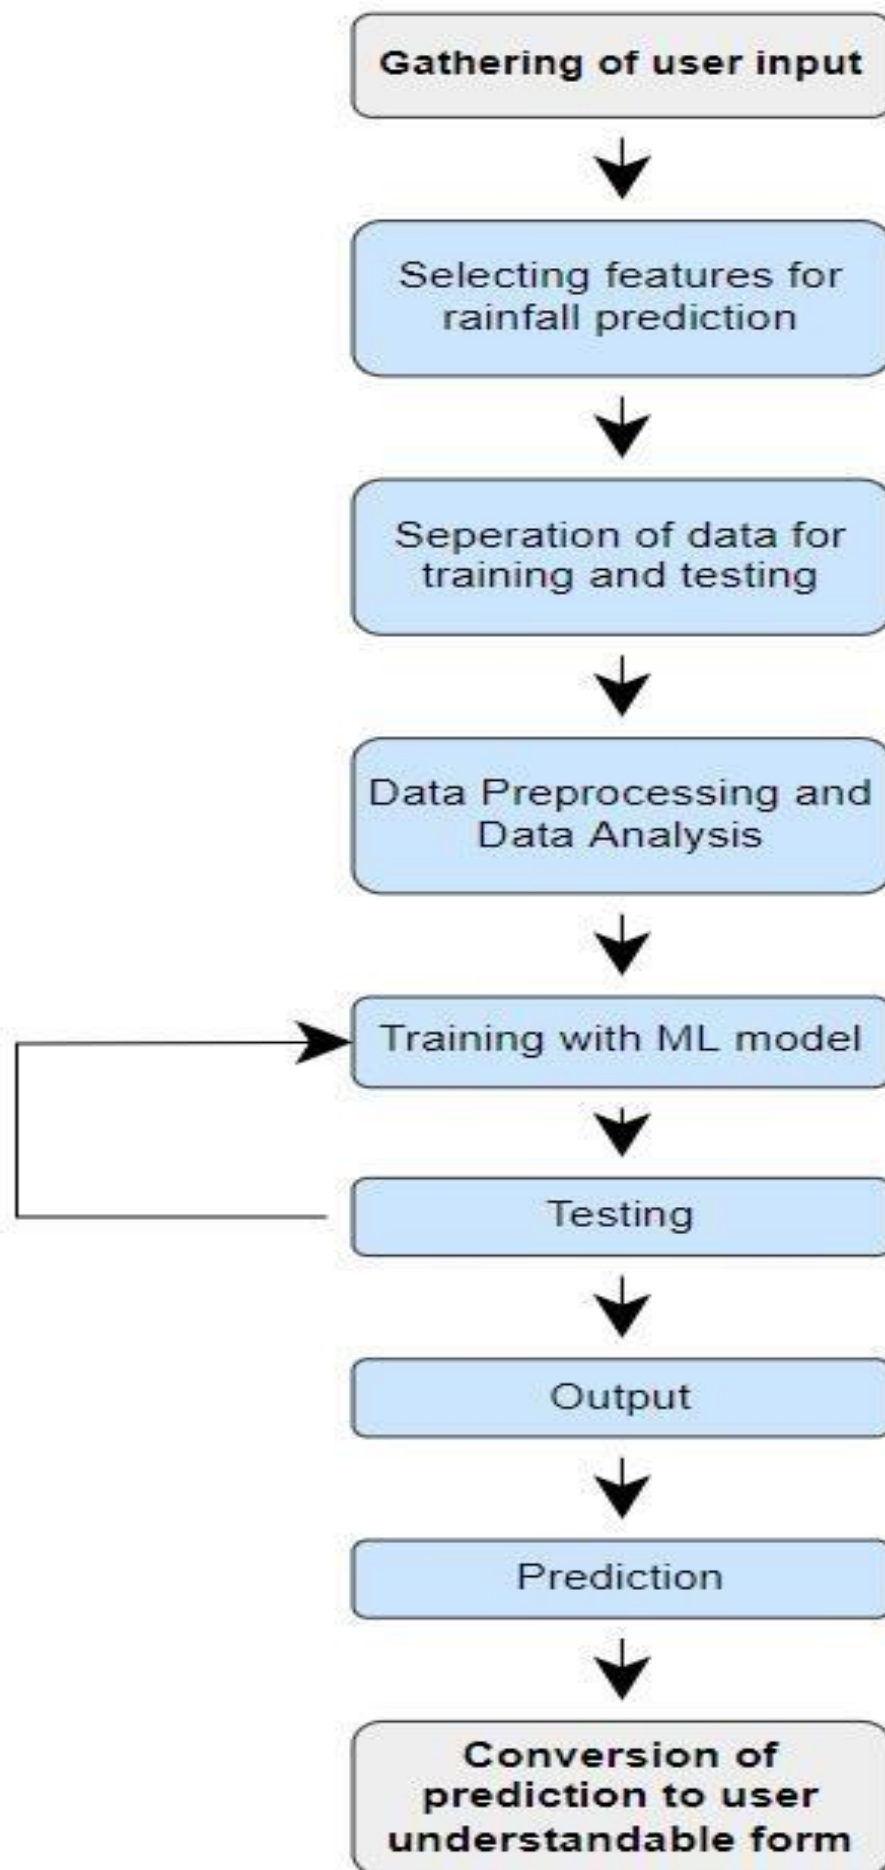 Gathering of user input
Selecting features for
rainfall prediction
Seperation of data for
training and testing
Data Preprocessing and
Data Analysis
Training with ML model
Testing
Output
Prediction
Conversion of
prediction to user
understandable form